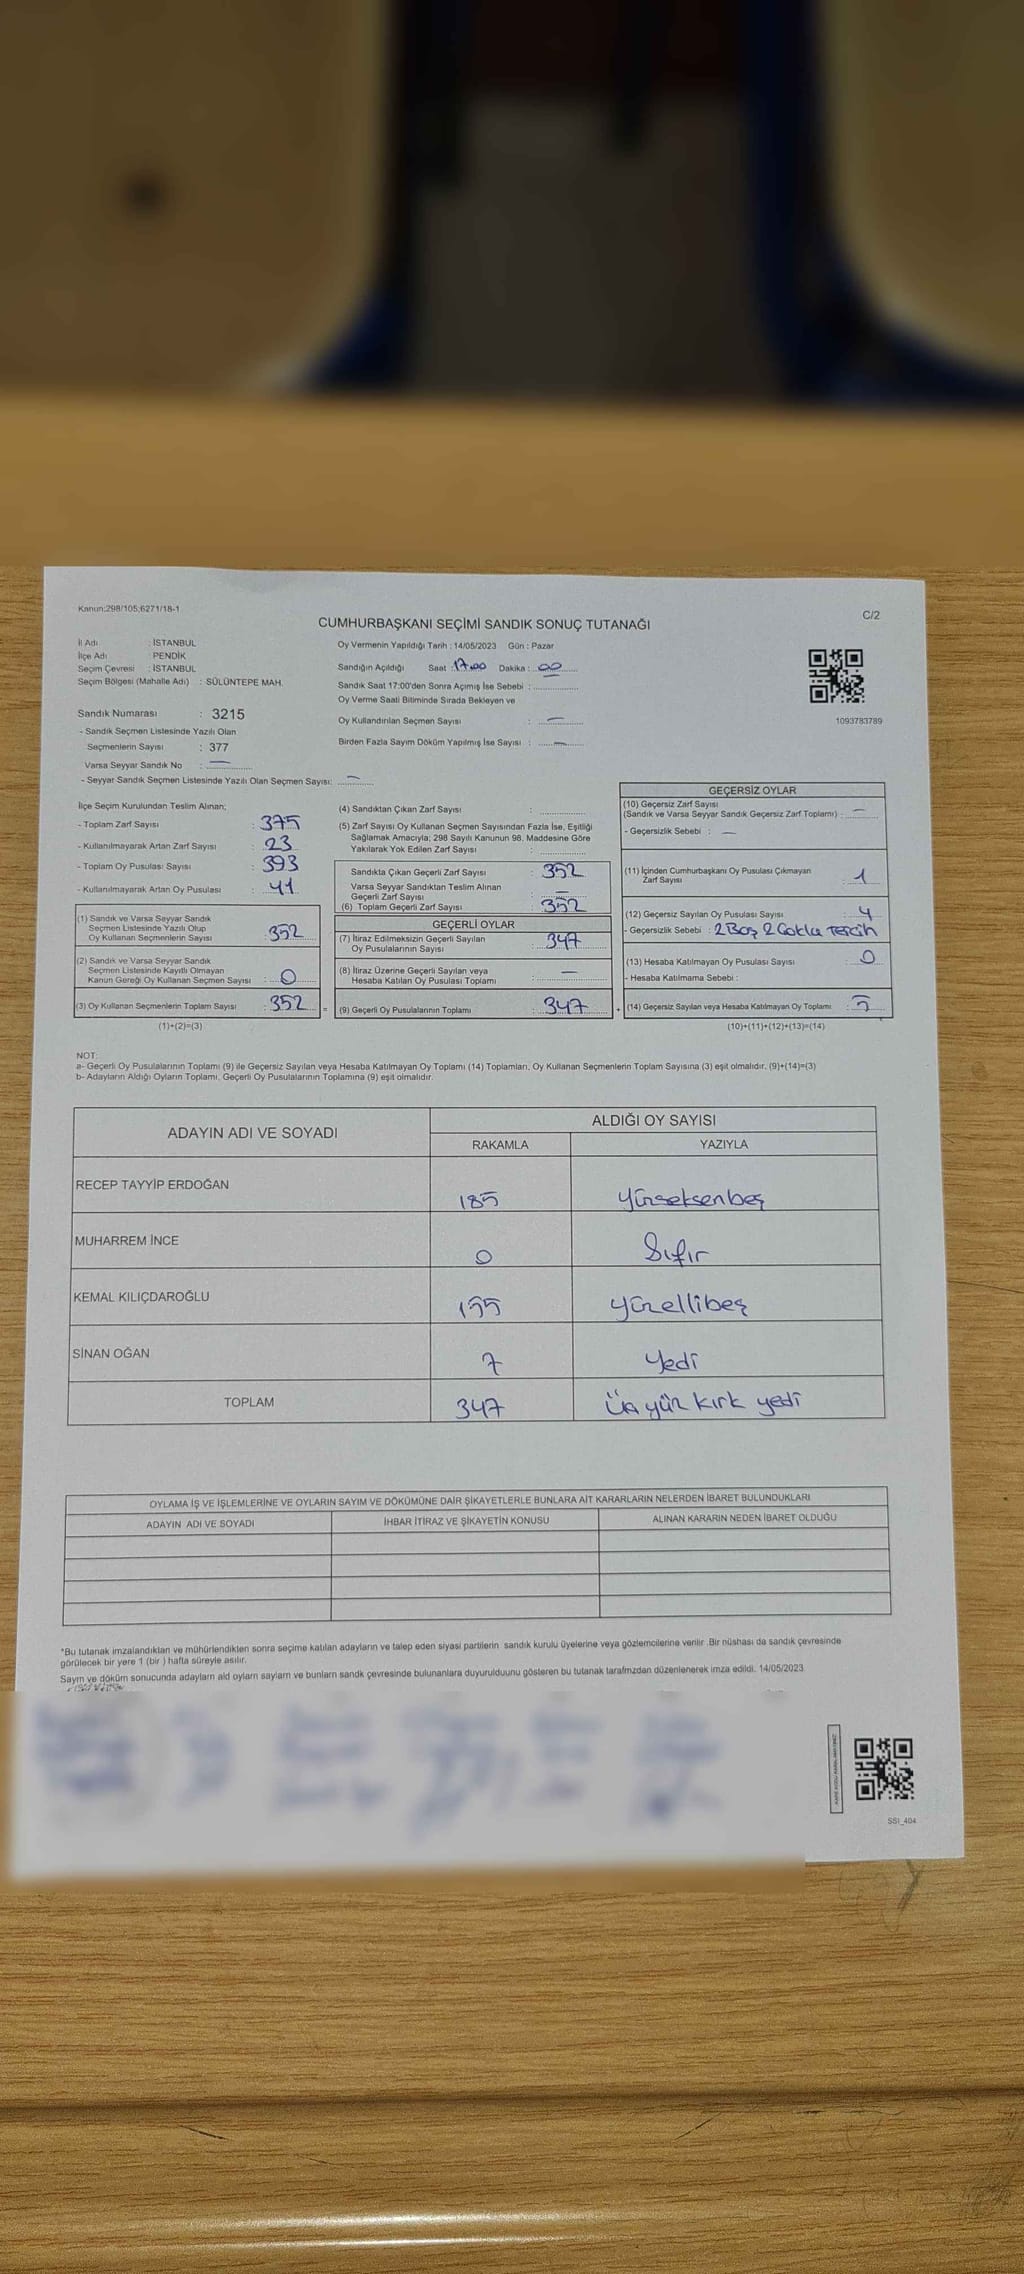 Kanun;298/105;6271/18-1
C/2
CUMHURBAŞKANI SEÇİMİ SANDIK SONUÇ TUTANAĞI
İl Adı : İSTANBUL
İlçe Adı : PENDİK
Seçim Çevresi : İSTANBUL
Seçim Bölgesi (Mahalle Adı) : SÜLÜNTEPE MAH.
Sandık Numarası : 3215
- Sandık Seçmen Listesinde Yazılı Olan
Seçmenlerin Sayısı : 377
Varsa Seyyar Sandık No : —
- Seyyar Sandık Seçmen Listesinde Yazılı Olan Seçmen Sayısı: —
Oy Vermenin Yapıldığı Tarih : 14/05/2023 Gün : Pazar
Sandığın Açıldığı Saat : 17.00 Dakika : 00
Sandık Saat 17:00'den Sonra Açımış İse Sebebi :
Oy Verme Saati Bitiminde Sırada Bekleyen ve
Oy Kullandırılan Seçmen Sayısı : —
Birden Fazla Sayım Döküm Yapılmış İse Sayısı : —
1093783789
İlçe Seçim Kurulundan Teslim Alınan;
- Toplam Zarf Sayısı : 375
- Kullanılmayarak Artan Zarf Sayısı : 23
- Toplam Oy Pusulası Sayısı : 393
- Kullanılmayarak Artan Oy Pusulası : 41
(1) Sandık ve Varsa Seyyar Sandık
Seçmen Listesinde Yazılı Olup
Oy Kullanan Seçmenlerin Sayısı : 352
(2) Sandık ve Varsa Seyyar Sandık
Seçmen Listesinde Kayıtlı Olmayan
Kanun Gereği Oy Kullanan Seçmen Sayısı : 0
(3) Oy Kullanan Seçmenlerin Toplam Sayısı : 352 =
(1)+(2)=(3)
(4) Sandıktan Çıkan Zarf Sayısı :
(5) Zarf Sayısı Oy Kullanan Seçmen Sayısından Fazla İse, Eşitliği
Sağlamak Amacıyla; 298 Sayılı Kanunun 98. Maddesine Göre
Yakılarak Yok Edilen Zarf Sayısı :
Sandıkta Çıkan Geçerli Zarf Sayısı : 352
Varsa Seyyar Sandıktan Teslim Alınan
Geçerli Zarf Sayısı : —
(6) Toplam Geçerli Zarf Sayısı : 352
GEÇERLİ OYLAR
(7) İtiraz Edilmeksizin Geçerli Sayılan
Oy Pusulalarının Sayısı : 347
(8) İtiraz Üzerine Geçerli Sayılan veya
Hesaba Katılan Oy Pusulası Toplamı : —
(9) Geçerli Oy Pusulalarının Toplamı : 347 +
GEÇERSİZ OYLAR
(10) Geçersiz Zarf Sayısı
(Sandık ve Varsa Seyyar Sandık Geçersiz Zarf Toplamı) : —
- Geçersizlik Sebebi : —
(11) İçinden Cumhurbaşkanı Oy Pusulası Çıkmayan
Zarf Sayısı : 1
(12) Geçersiz Sayılan Oy Pusulası Sayısı : 4
- Geçersizlik Sebebi : 2 Boş 2 Çoklu Tercih
(13) Hesaba Katılmayan Oy Pusulası Sayısı : 0
- Hesaba Katılmama Sebebi :
(14) Geçersiz Sayılan veya Hesaba Katılmayan Oy Toplamı : 5
(10)+(11)+(12)+(13)=(14)
NOT:
a- Geçerli Oy Pusulalarının Toplamı (9) ile Geçersiz Sayılan veya Hesaba Katılmayan Oy Toplamı (14) Toplamları, Oy Kullanan Seçmenlerin Toplam Sayısına (3) eşit olmalıdır. (9)+(14)=(3)
b- Adayların Aldığı Oyların Toplamı, Geçerli Oy Pusulalarının Toplamına (9) eşit olmalıdır.
ADAYIN ADI VE SOYADI
ALDIĞI OY SAYISI
RAKAMLA YAZIYLA
RECEP TAYYİP ERDOĞAN 185 Yüzseksenbeş
MUHARREM İNCE 0 Sıfır
KEMAL KILIÇDAROĞLU 155 yüzellibeş
SİNAN OĞAN 7 Yedi
TOPLAM 347 Üç yüz kırk yedi
OYLAMA İŞ VE İŞLEMLERİNE VE OYLARIN SAYIM VE DÖKÜMÜNE DAİR ŞİKAYETLERLE BUNLARA AİT KARARLARIN NELERDEN İBARET BULUNDUKLARI
ADAYIN ADI VE SOYADI İHBAR İTİRAZ VE ŞİKAYETİN KONUSU ALINAN KARARIN NEDEN İBARET OLDUĞU
*Bu tutanak imzalandıktan ve mühürlendikten sonra seçime katılan adayların ve talep eden siyasi partilerin sandık kurulu üyelerine veya gözlemcilerine verilir .Bir nüshası da sandık çevresinde
görülecek bir yere 1 (bir ) hafta süreyle asılır.
Sayım ve döküm sonucunda adayların ald oyların sayların ve bunların sandk çevresinde bulunanlara duyurulduunu gösteren bu tutanak tarafmzdan düzenlenerek imza edildi. 14/05/2023
SSI_404